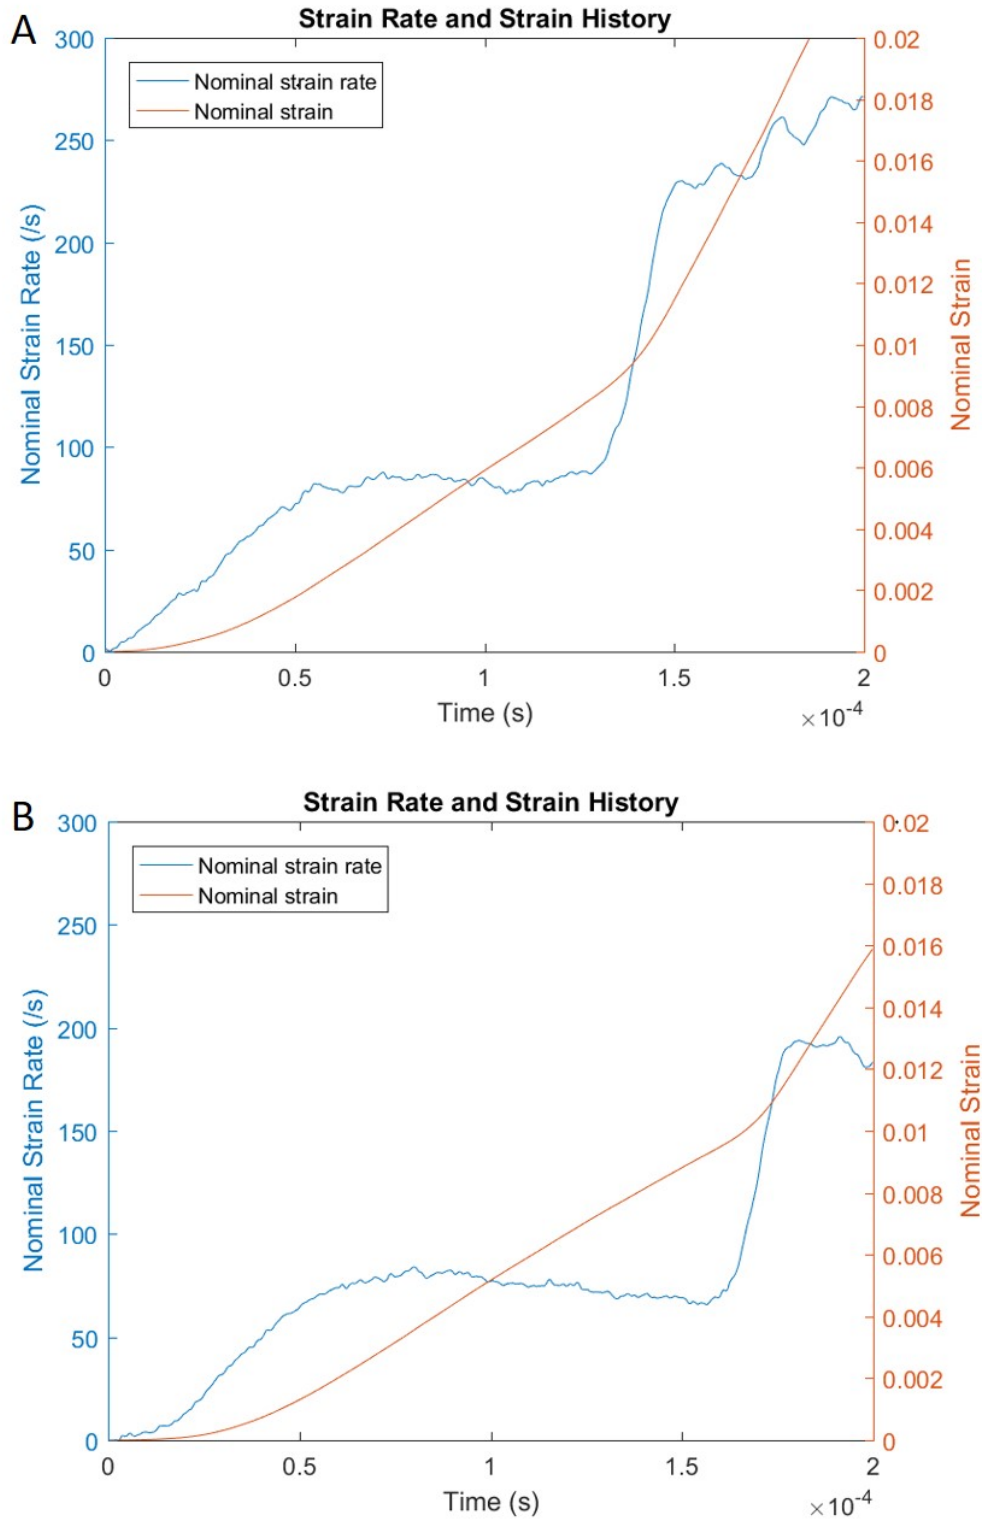 A
Strain Rate and Strain History
Nominal strain rate
Nominal strain
300
250
200
150
100
50
0
Nominal Strain Rate (/s)
0.02
0.018
0.016
0.014
0.012
0.01
0.008
0.006
0.004
0.002
0
Nominal Strain
0 0.5 1 1.5 2
Time (s)
×10-4
B
Strain Rate and Strain History
Nominal strain rate
Nominal strain
300
250
200
150
100
50
0
Nominal Strain Rate (/s)
0.02
0.018
0.016
0.014
0.012
0.01
0.008
0.006
0.004
0.002
0
Nominal Strain
0 0.5 1 1.5 2
Time (s)
×10-4